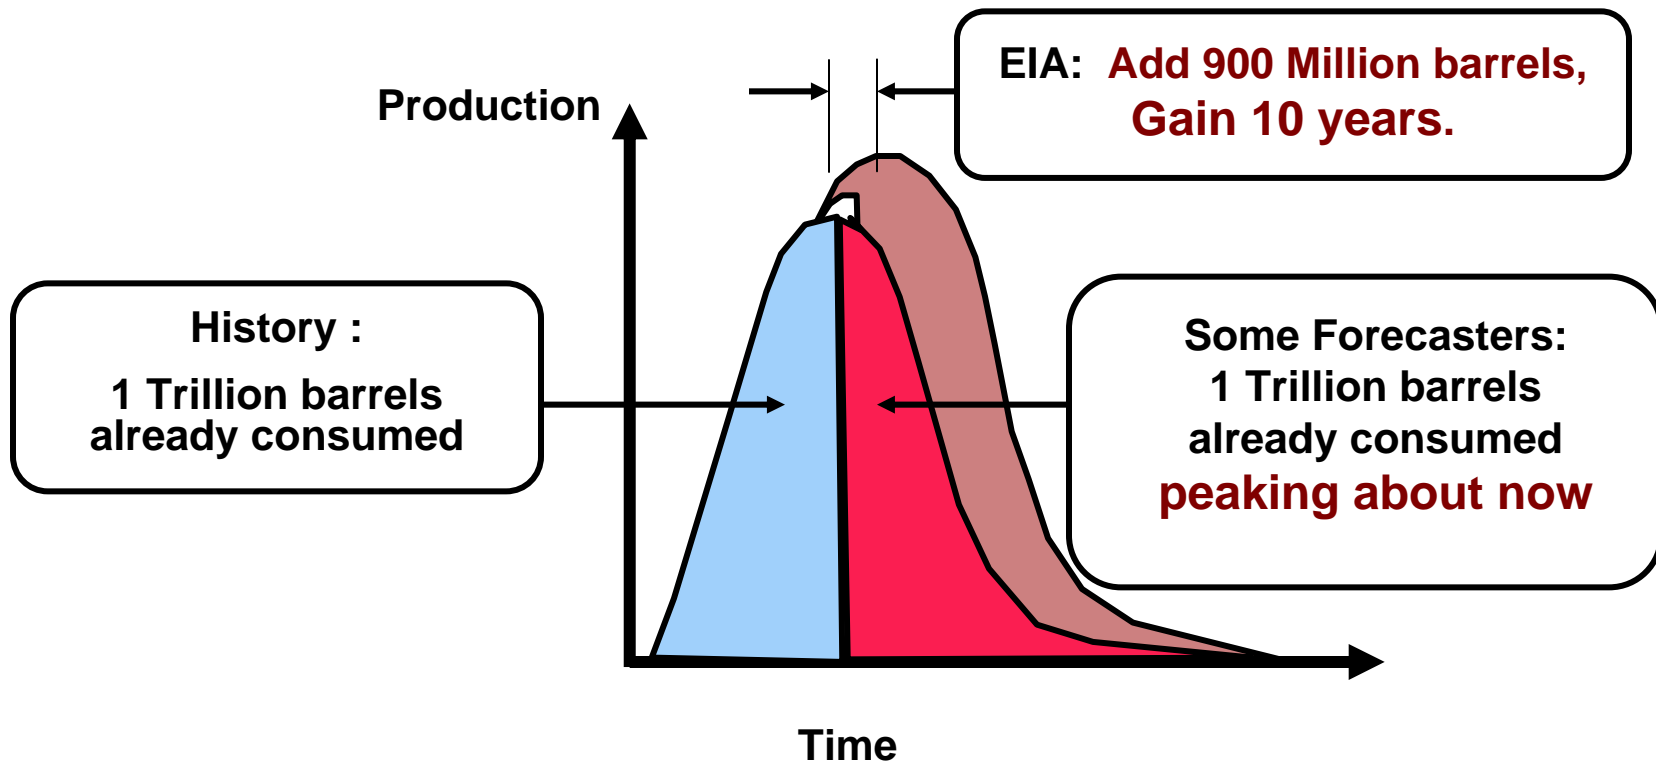 EIA: Add 900 Million barrels,
Gain 10 years.
Production
History :
1 Trillion barrels
already consumed
Some Forecasters:
1 Trillion barrels
already consumed
peaking about now
Time